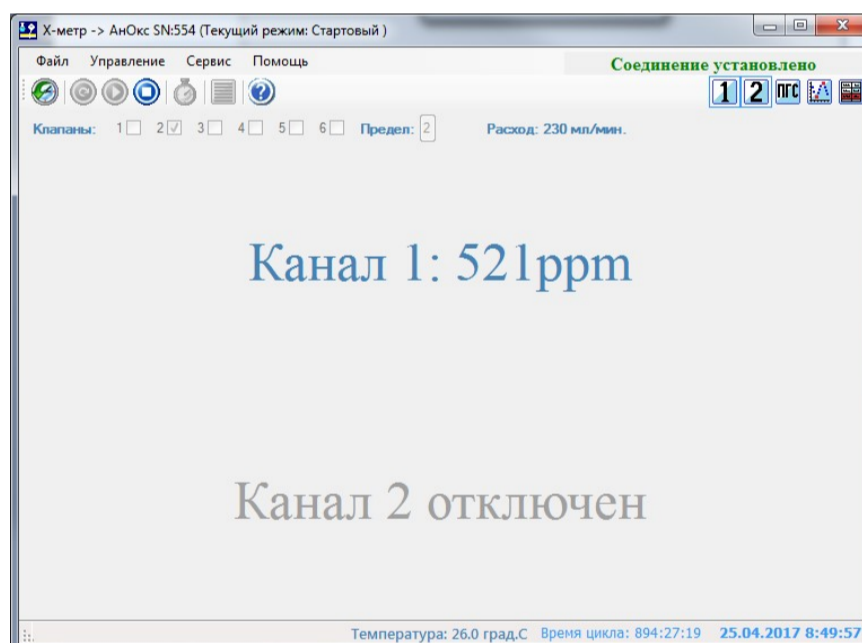 Х-метр -> АнОкс SN:554 (Текущий режим: Стартовый )
Файл Управление Сервис Помощь Соединение установлено
1 2 ПГС
Клапаны: 1 2 3 4 5 6 Предел: 2 Расход: 230 мл/мин.
Канал 1: 521ppm
Канал 2 отключен
Температура: 26.0 град.С Время цикла: 894:27:19 25.04.2017 8:49:57